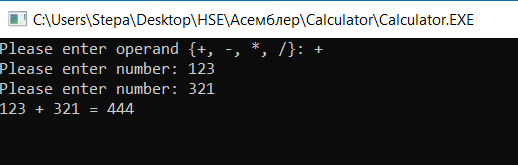 C:\Users\Stepa\Desktop\HSE\Асемблер\Calculator\Calculator.EXE
Please enter operand {+, -, *, /}: +
Please enter number: 123
Please enter number: 321
123 + 321 = 444